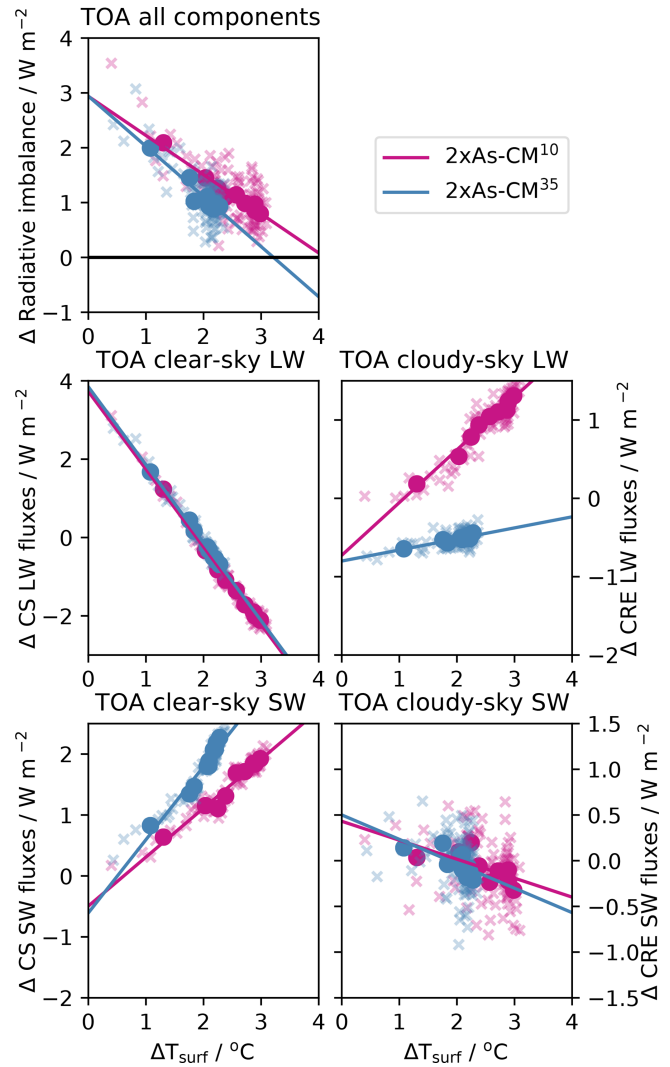 TOA all components
Δ Radiative imbalance / W m⁻²
4
3
2
1
0
−1
0 1 2 3 4
2xAs-CM¹⁰
2xAs-CM³⁵
TOA clear-sky LW
Δ CS LW fluxes / W m⁻²
4
2
0
−2
0 1 2 3 4
TOA cloudy-sky LW
1
0
−1
−2
Δ CRE LW fluxes / W m⁻²
0 1 2 3 4
TOA clear-sky SW
Δ CS SW fluxes / W m⁻²
2
1
0
−1
−2
0 1 2 3 4
ΔT_surf / °C
TOA cloudy-sky SW
1.5
1.0
0.5
0.0
−0.5
−1.0
−1.5
Δ CRE SW fluxes / W m⁻²
0 1 2 3 4
ΔT_surf / °C